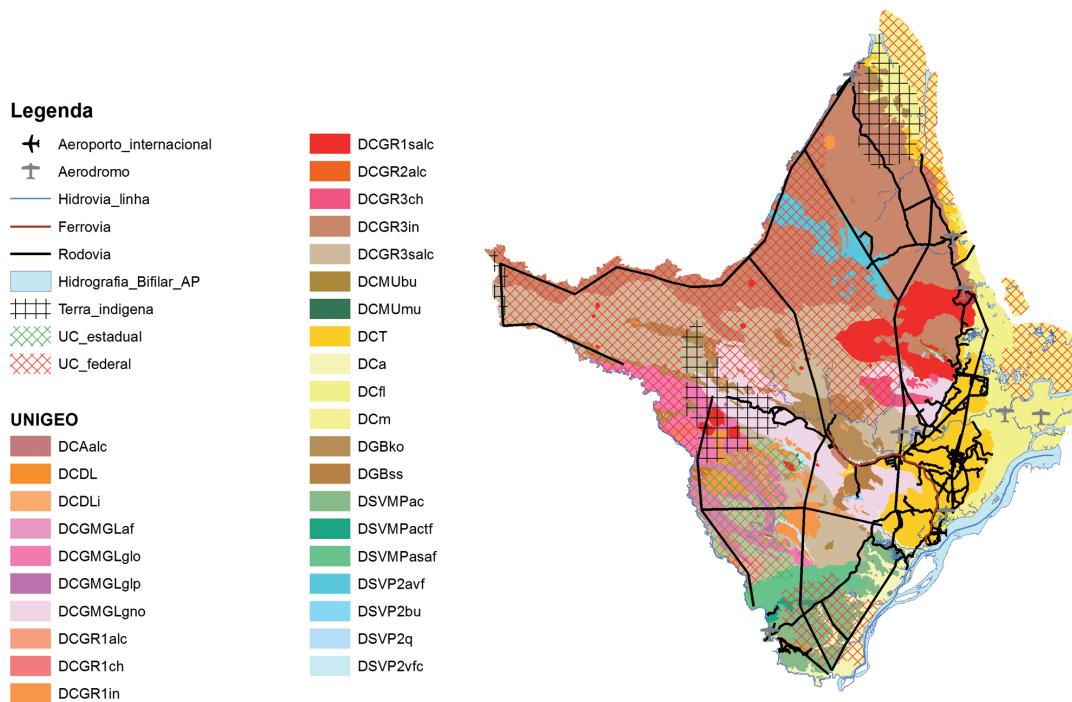 Legenda
Aeroporto_internacional
Aerodromo
Hidrovia_linha
Ferrovia
Rodovia
Hidrografia_Bifilar_AP
Terra_indigena
UC_estadual
UC_federal
UNIGEO
DCAalc
DCDL
DCDLi
DCGMGLaf
DCGMGLglo
DCGMGLglp
DCGMGLgno
DCGR1alc
DCGR1ch
DCGR1in
DCGR1salc
DCGR2alc
DCGR3ch
DCGR3in
DCGR3salc
DCMUbu
DCMUmu
DCT
DCa
DCfl
DCm
DGBko
DGBss
DSVMPac
DSVMPactf
DSVMPasaf
DSVP2avf
DSVP2bu
DSVP2q
DSVP2vfc